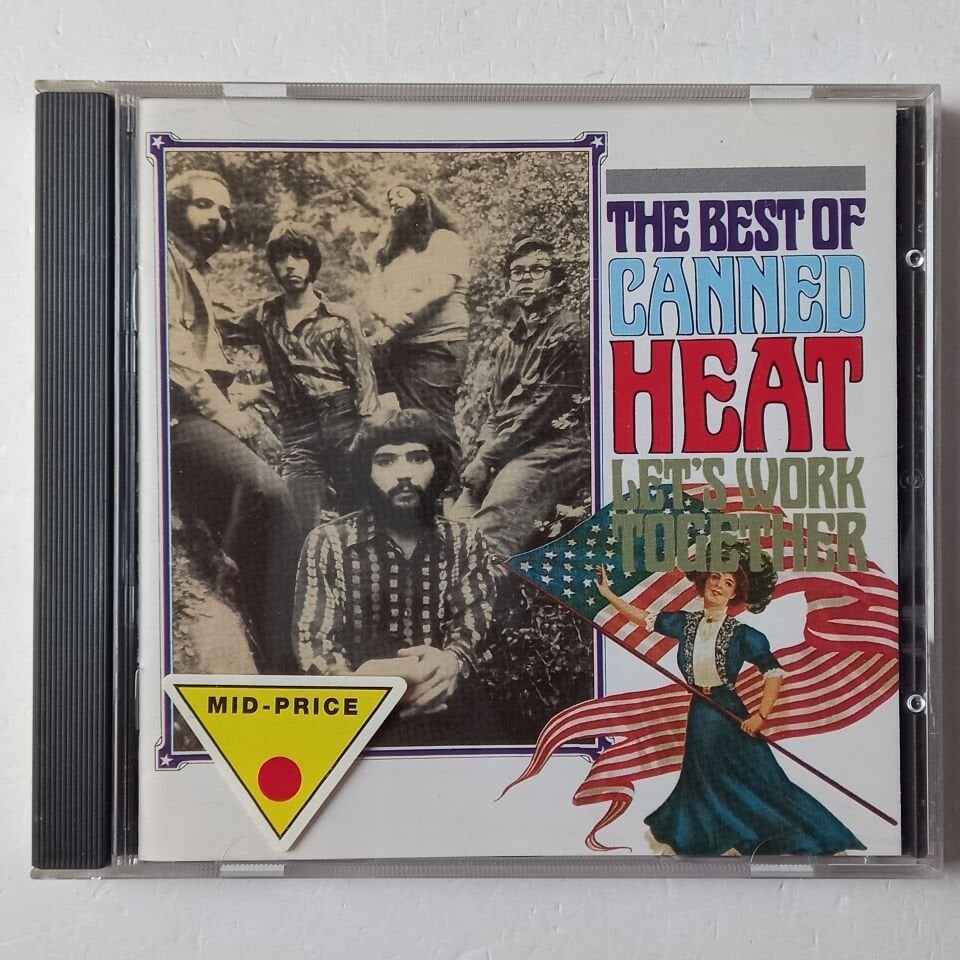 THE BEST OF
CANNED
HEAT
LET'S WORK
TOGETHER
MID-PRICE